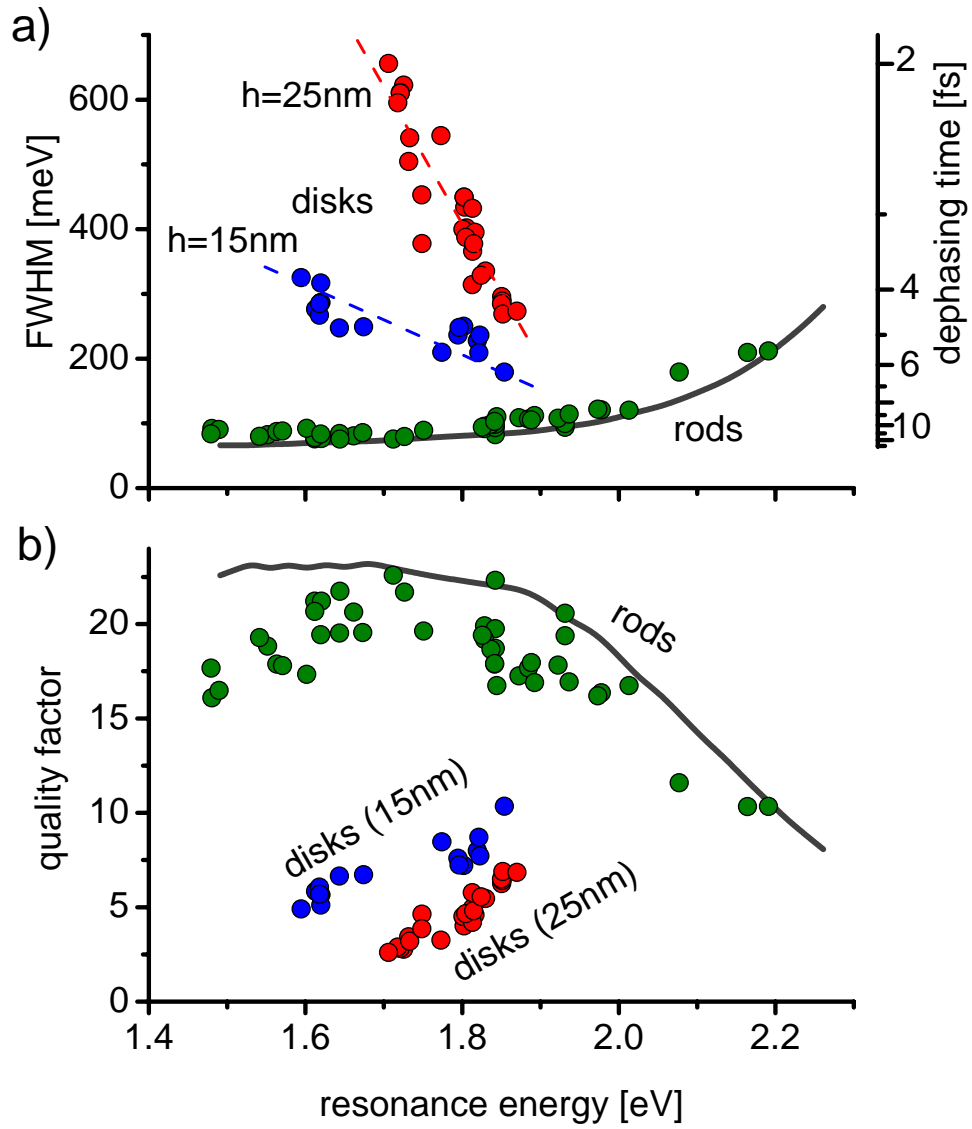 a)
600
400
200
0
FWHM [meV]
h=25nm
disks
h=15nm
rods
2
4
6
10
dephasing time [fs]
b)
20
15
10
5
0
quality factor
rods
disks (15nm)
disks (25nm)
1.4
1.6
1.8
2.0
2.2
resonance energy [eV]